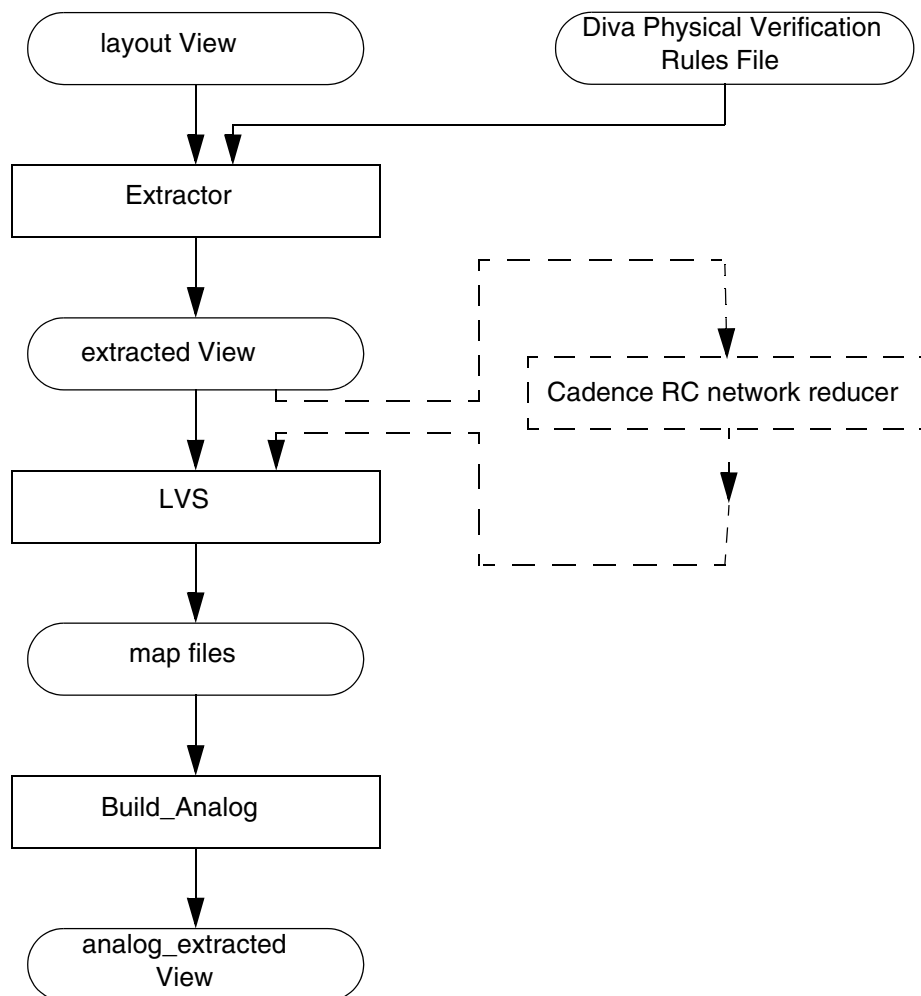 layout View
Diva Physical Verification
Rules File
Extractor
extracted View
Cadence RC network reducer
LVS
map files
Build_Analog
analog_extracted
View